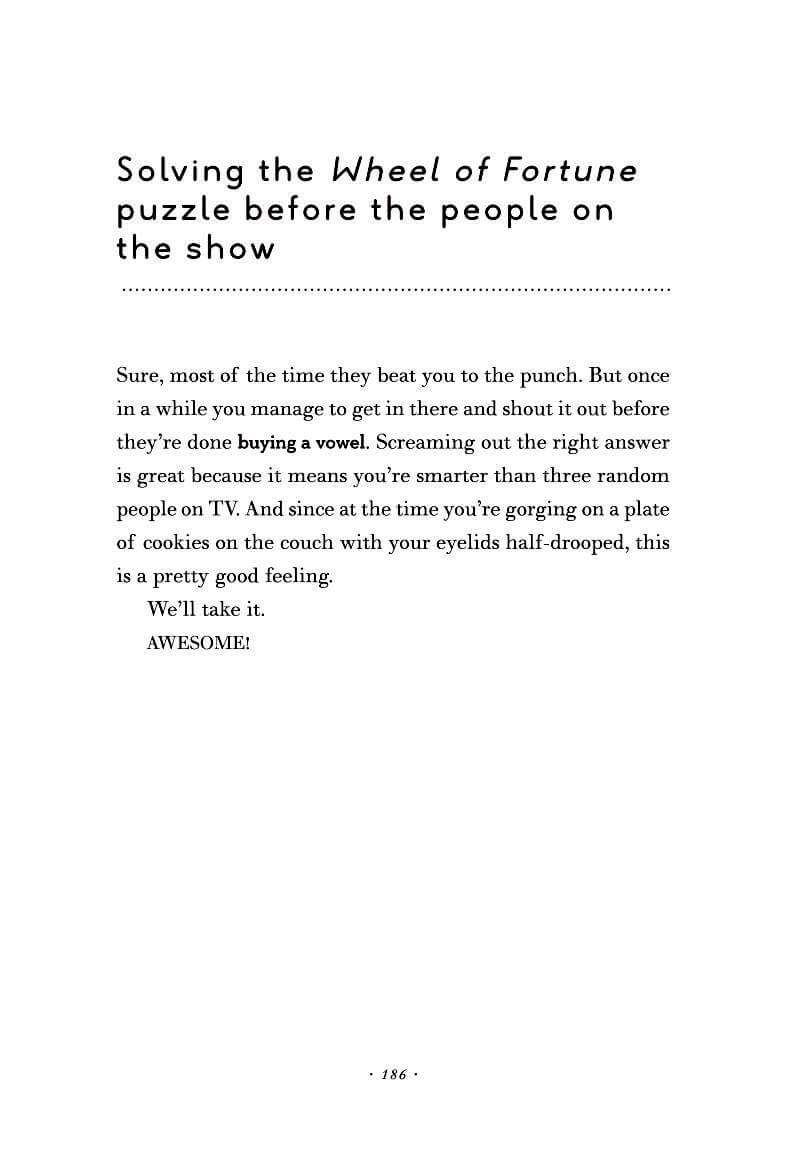 Solving the Wheel of Fortune
puzzle before the people on
the show
Sure, most of the time they beat you to the punch. But once
in a while you manage to get in there and shout it out before
they’re done buying a vowel. Screaming out the right answer
is great because it means you’re smarter than three random
people on TV. And since at the time you’re gorging on a plate
of cookies on the couch with your eyelids half-drooped, this
is a pretty good feeling.
We’ll take it.
AWESOME!
· 186 ·